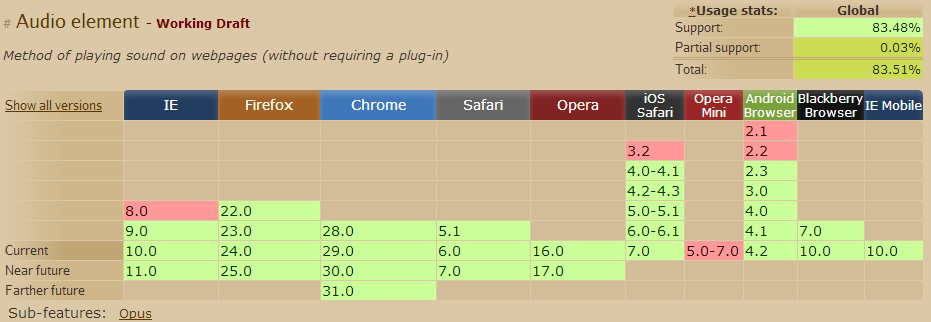 # Audio element - Working Draft
*Usage stats: Global
Support: 83.48%
Partial support: 0.03%
Total: 83.51%
Method of playing sound on webpages (without requiring a plug-in)
Show all versions IE Firefox Chrome Safari Opera iOS Safari Opera Mini Android Browser Blackberry Browser IE Mobile
2.1
3.2 2.2
4.0-4.1 2.3
4.2-4.3 3.0
8.0 22.0 5.0-5.1 4.0
9.0 23.0 28.0 5.1 6.0-6.1 4.1 7.0
Current 10.0 24.0 29.0 6.0 16.0 7.0 5.0-7.0 4.2 10.0 10.0
Near future 11.0 25.0 30.0 7.0 17.0
Farther future 31.0
Sub-features: Opus